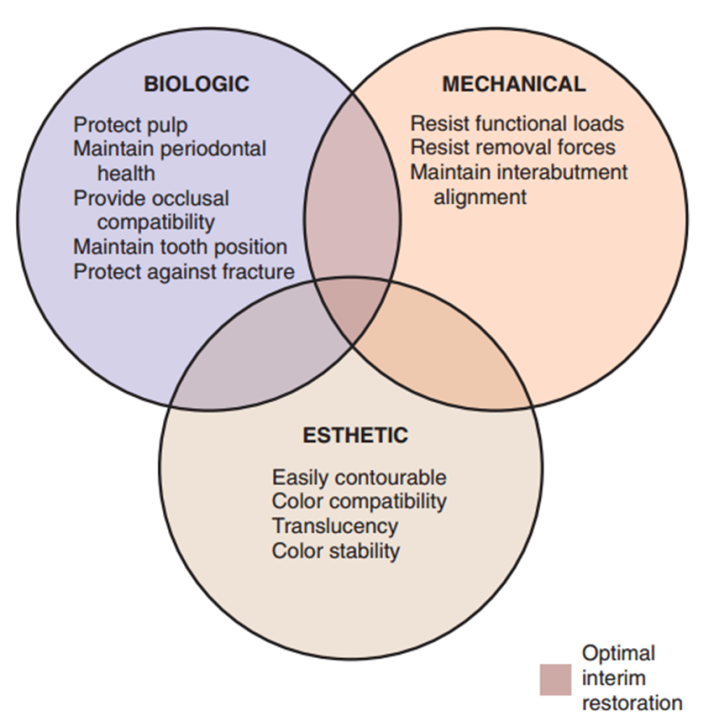 BIOLOGIC
Protect pulp
Maintain periodontal
health
Provide occlusal
compatibility
Maintain tooth position
Protect against fracture
MECHANICAL
Resist functional loads
Resist removal forces
Maintain interabutment
alignment
ESTHETIC
Easily contourable
Color compatibility
Translucency
Color stability
Optimal
interim
restoration